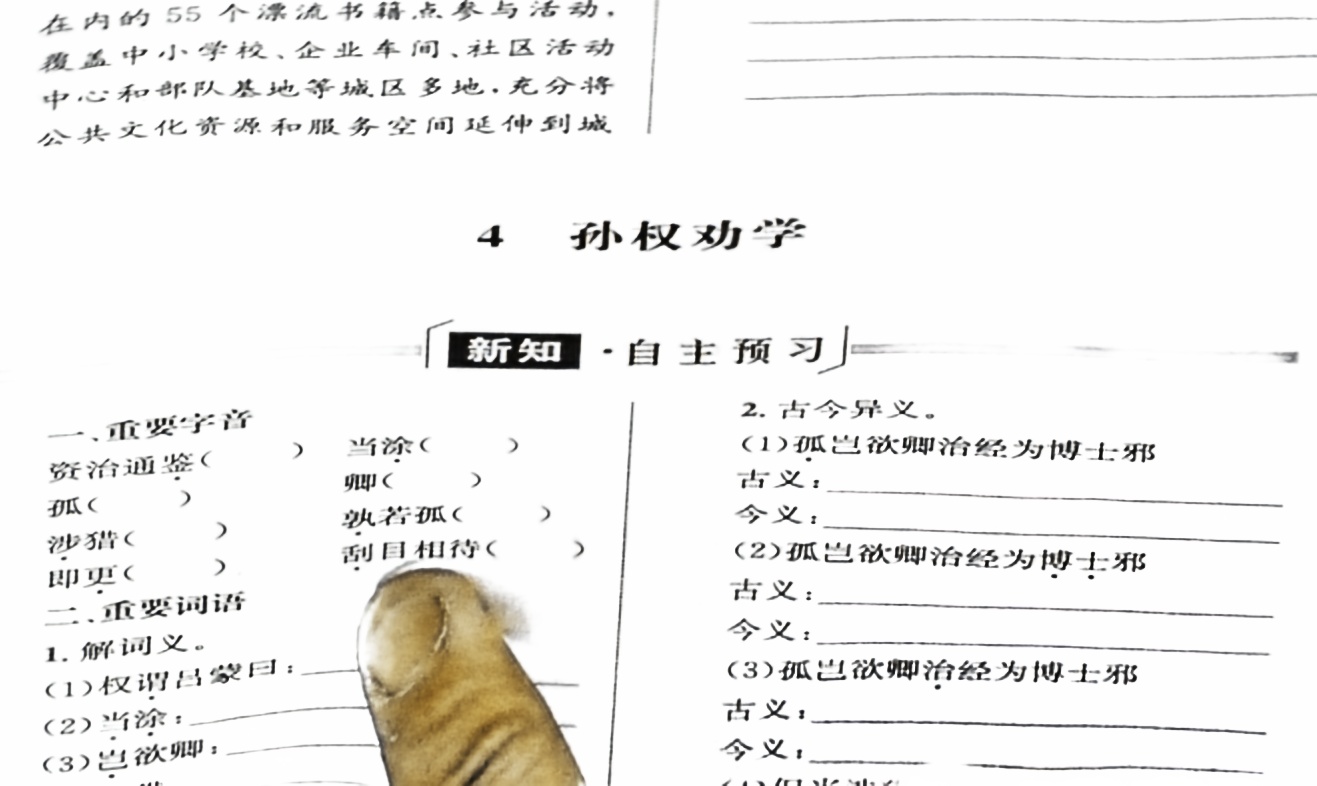 在内的 55 个漂流书籍点参与活动，
覆盖中小学校、企业车间、社区活动
中心和部队基地等城区多地，充分将
公共文化资源和服务空间延伸到城
4 孙权劝学
新知·自主预习
一、重要字音
资治通鉴( ) 当涂( )
孤( ) 卿( )
涉猎( ) 孰若孤( )
即更( ) 刮目相待( )
二、重要词语
1. 解词义。
(1)权谓吕蒙曰：
(2)当涂：
(3)岂欲卿：
2. 古今异义。
(1)孤岂欲卿治经为博士邪
古义：
今义：
(2)孤岂欲卿治经为博士邪
古义：
今义：
(3)孤岂欲卿治经为博士邪
古义：
今义：